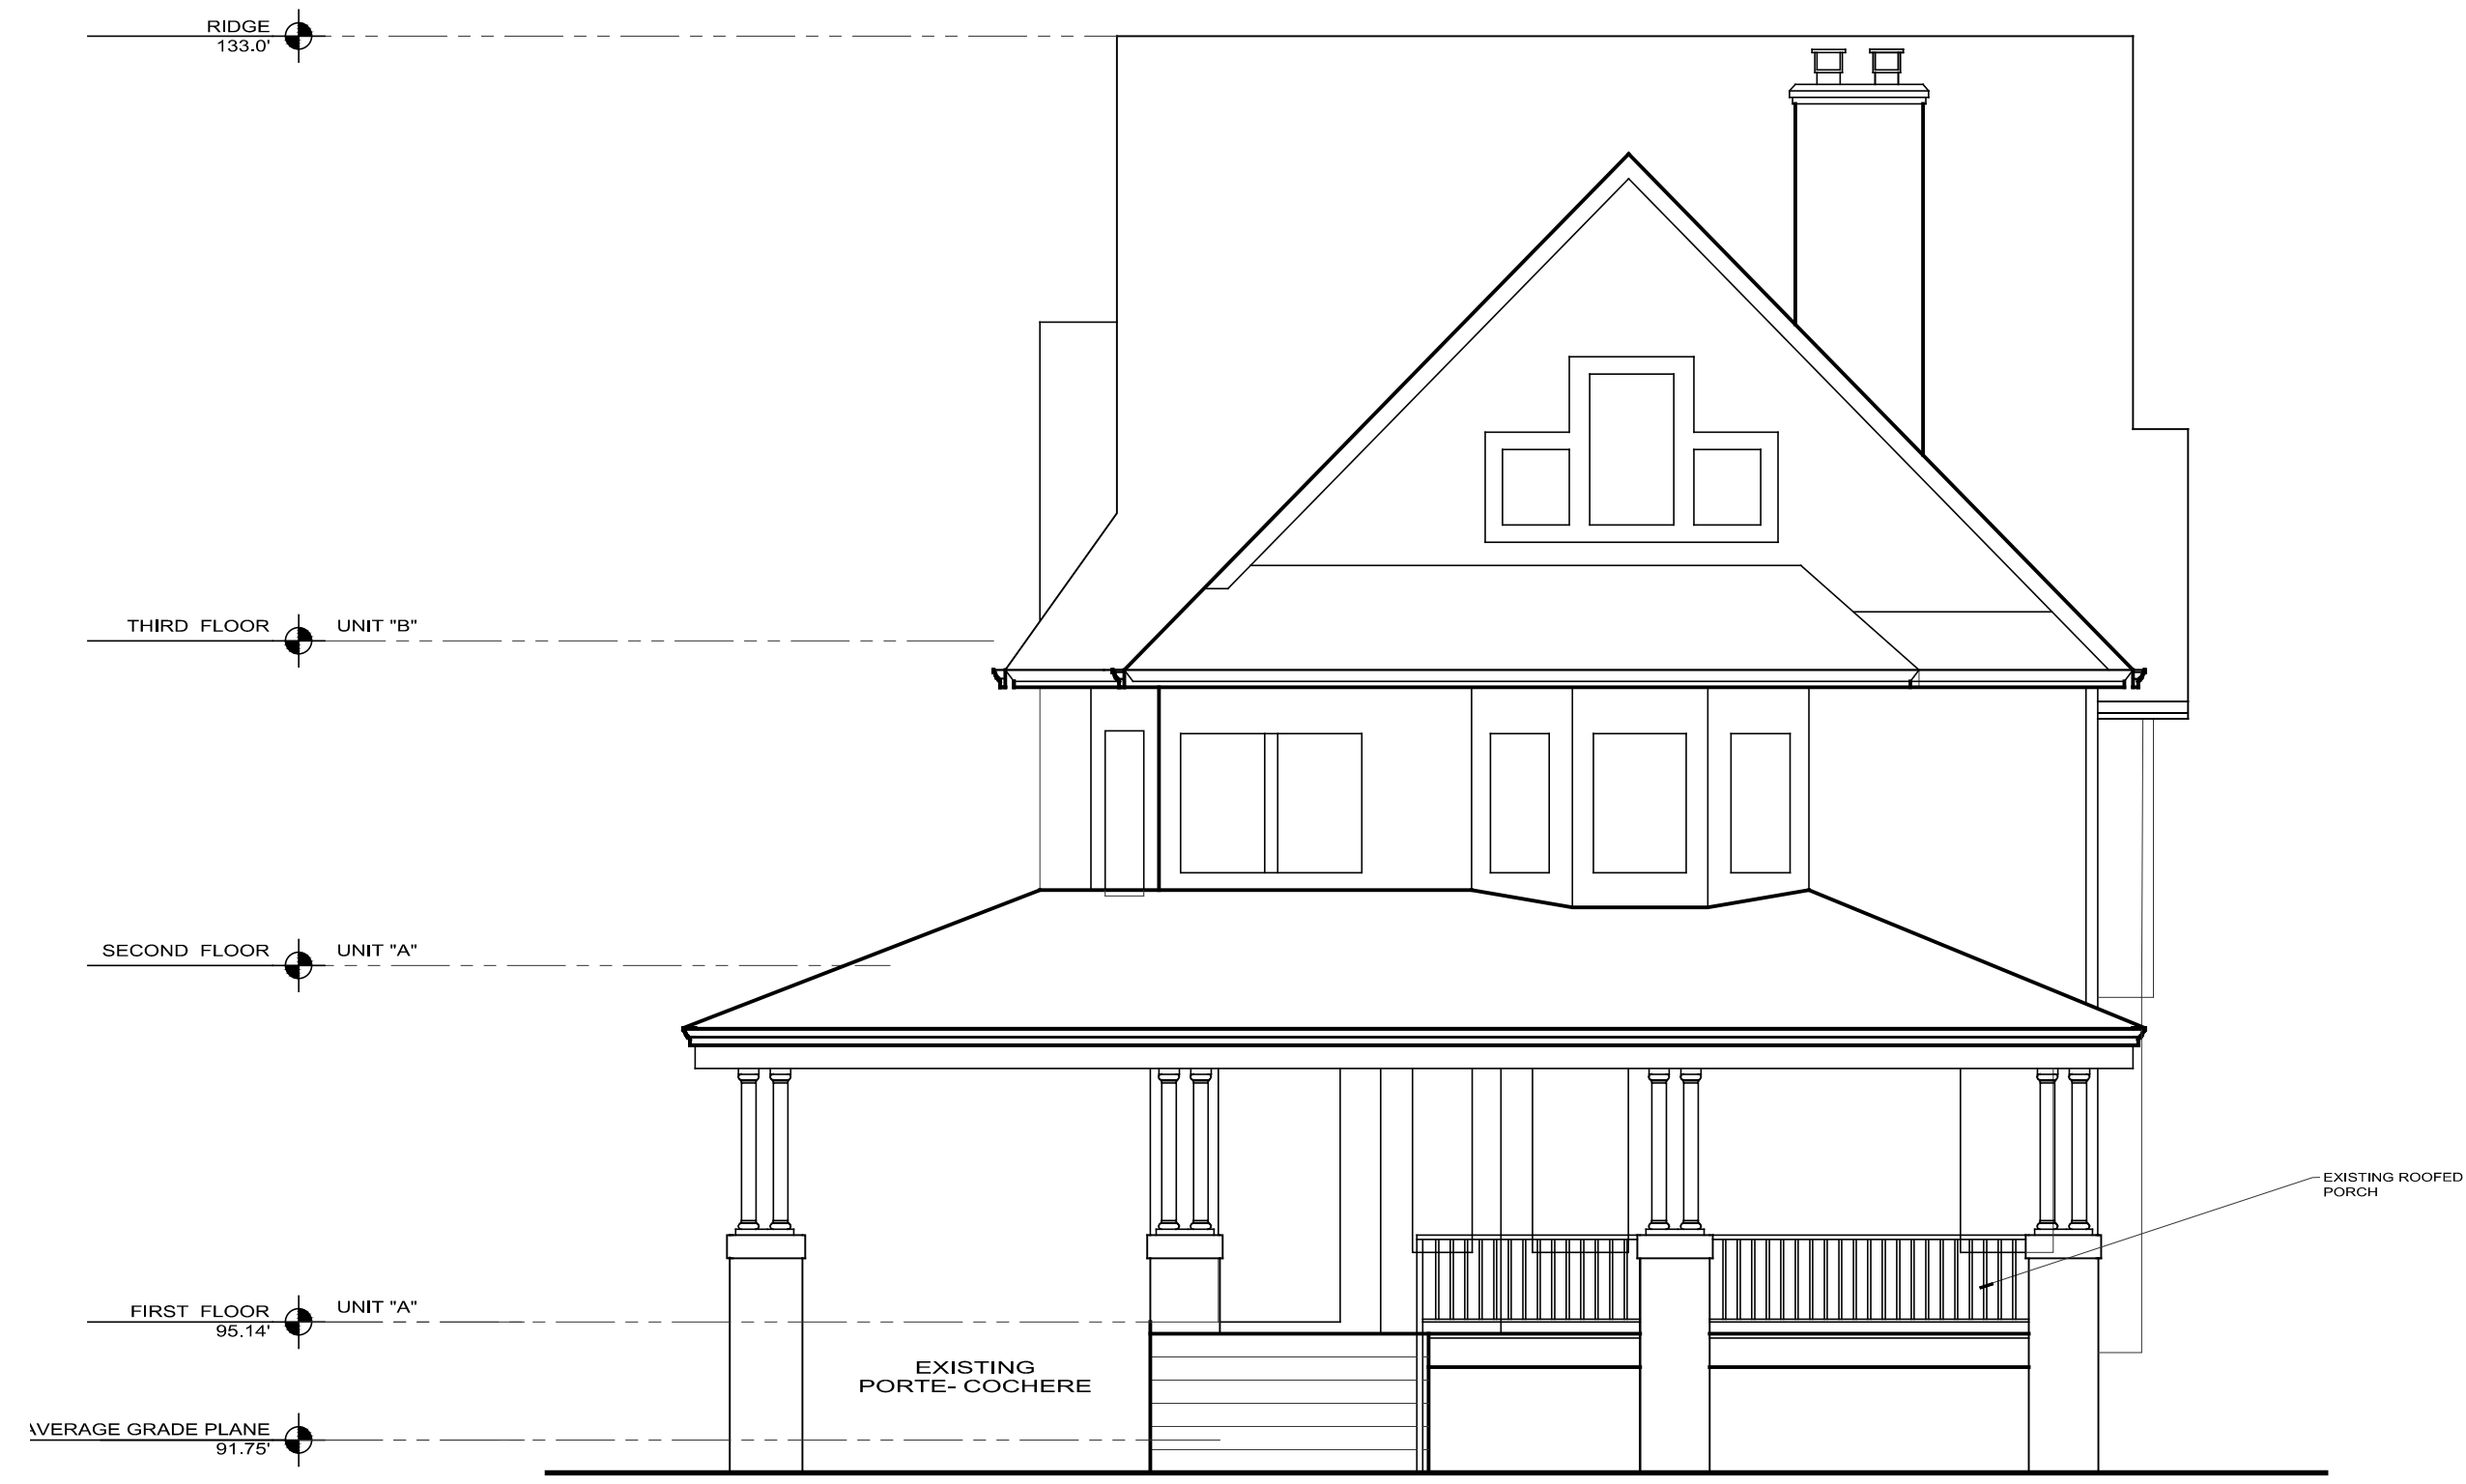 RIDGE
133.0'
THIRD FLOOR UNIT "B"
SECOND FLOOR UNIT "A"
EXISTING ROOFED
PORCH
FIRST FLOOR UNIT "A"
95.14'
EXISTING
PORTE- COCHERE
AVERAGE GRADE PLANE
91.75'